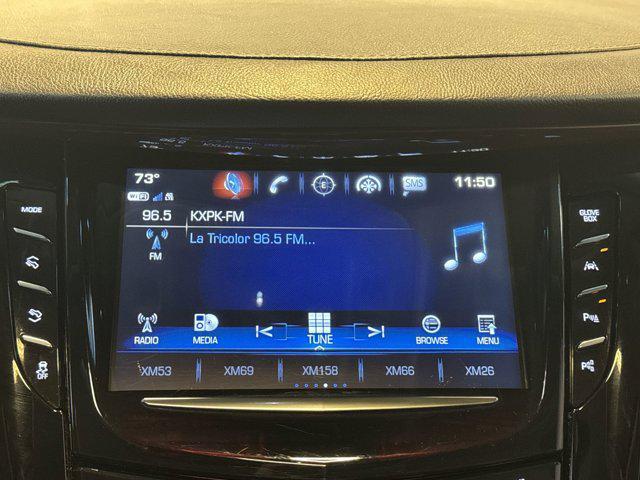 73°
SMS
11:50
WiFi
96.5 KXPK-FM
La Tricolor 96.5 FM...
FM
RADIO MEDIA TUNE BROWSE MENU
XM53 XM69 XM158 XM66 XM26
MODE
OFF
GLOVE BOX